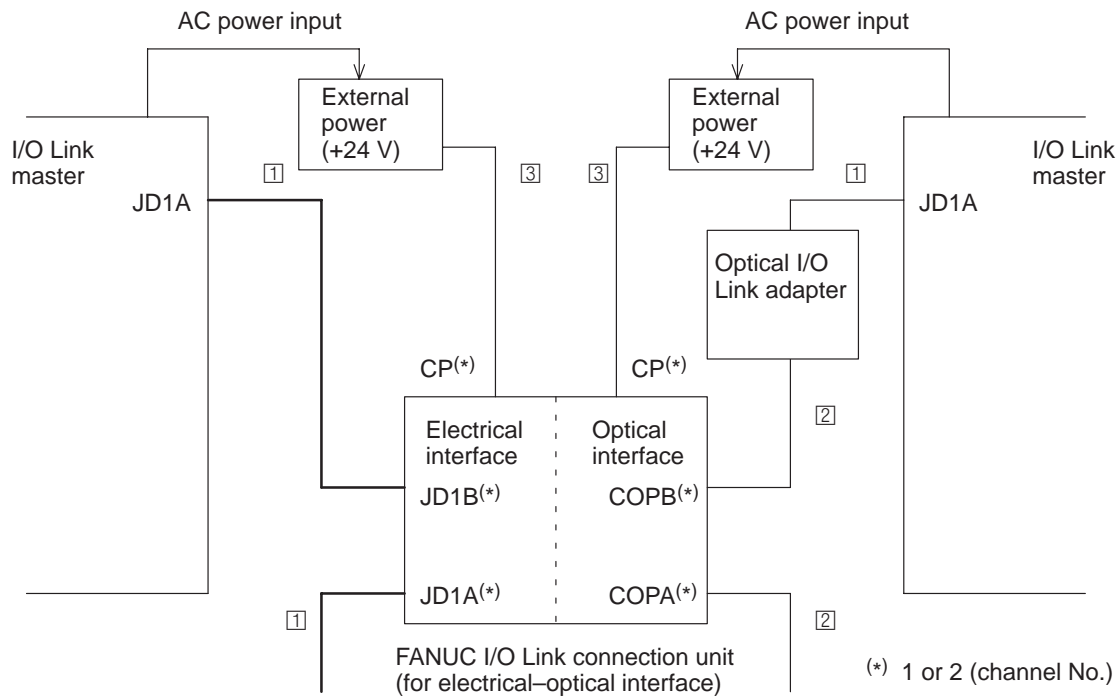 AC power input
AC power input
External
power
(+24 V)
External
power
(+24 V)
I/O Link
master
I/O Link
master
1
3
3
1
JD1A
JD1A
Optical I/O
Link adapter
CP(*)
CP(*)
2
Electrical
interface
Optical
interface
JD1B(*)
COPB(*)
JD1A(*)
COPA(*)
1
2
FANUC I/O Link connection unit
(for electrical–optical interface)
(*) 1 or 2 (channel No.)